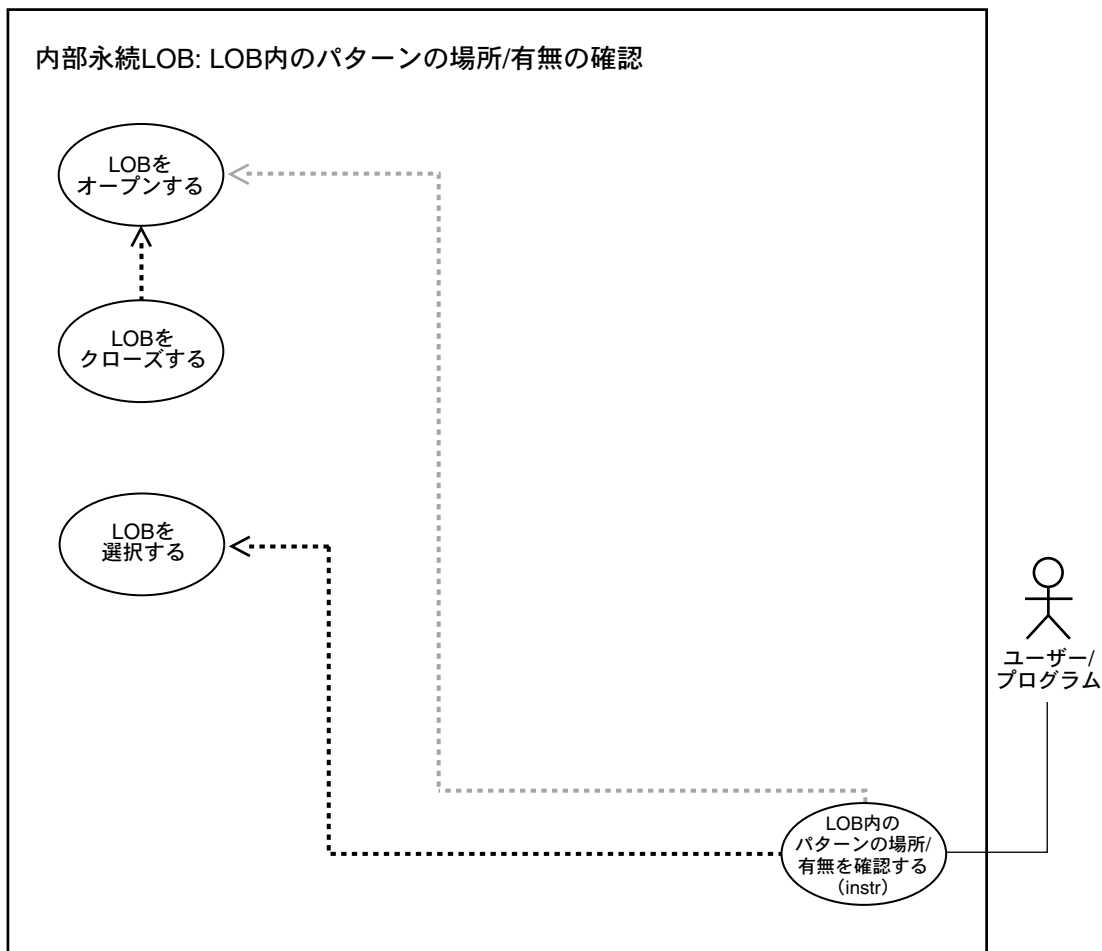 内部永続LOB: LOB内のパターンの場所/有無の確認
LOBを
オープンする
LOBを
クローズする
LOBを
選択する
ユーザー/
プログラム
LOB内の
パターンの場所/
有無を確認する
（instr）